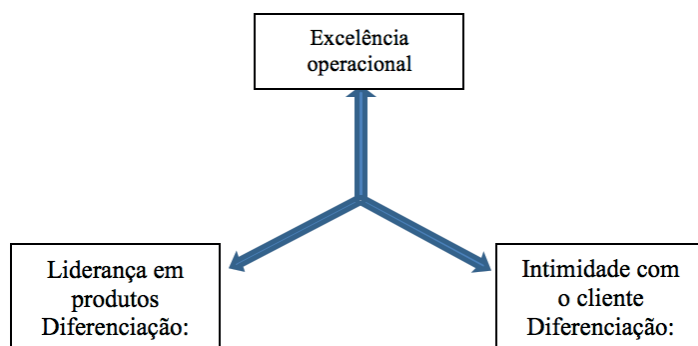 Excelência
operacional
Liderança em
produtos
Diferenciação:
Intimidade com
o cliente
Diferenciação: